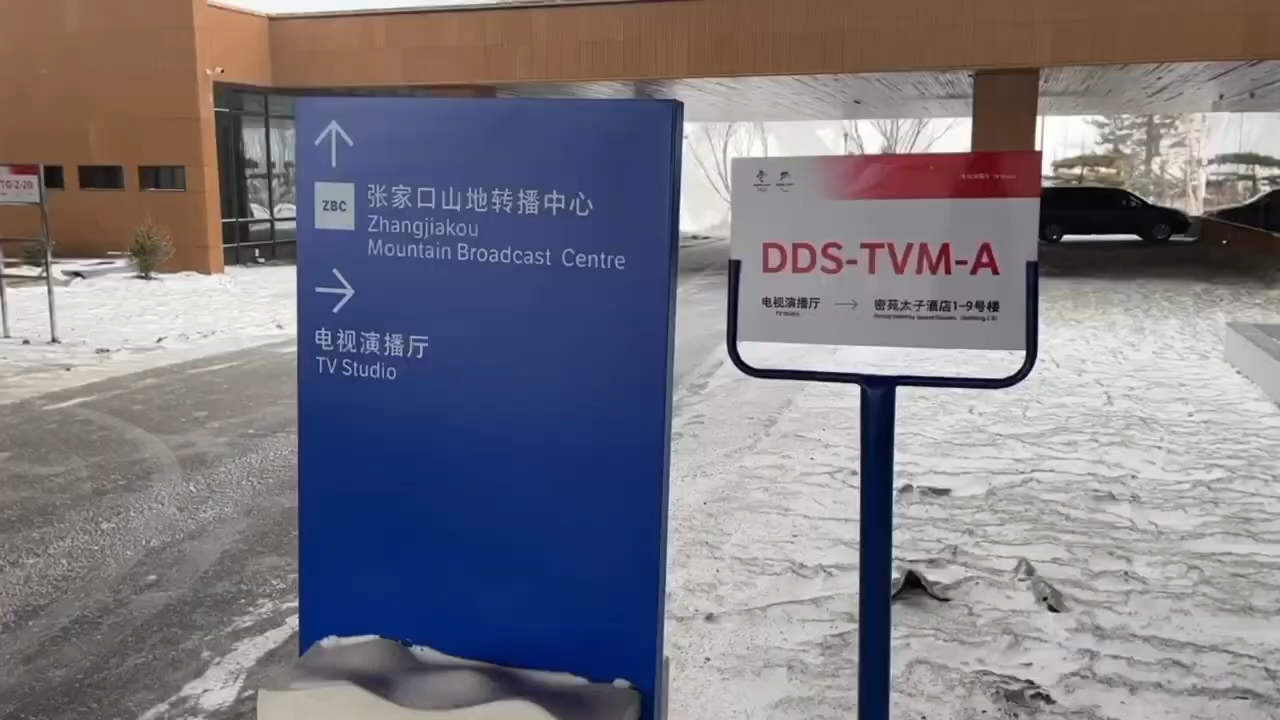 ZBC
张家口山地转播中心
Zhangjiakou
Mountain Broadcast Centre
电视演播厅
TV Studio
DDS-TVM-A
电视演播厅 → 密苑太子酒店1-9号楼
TV Studio